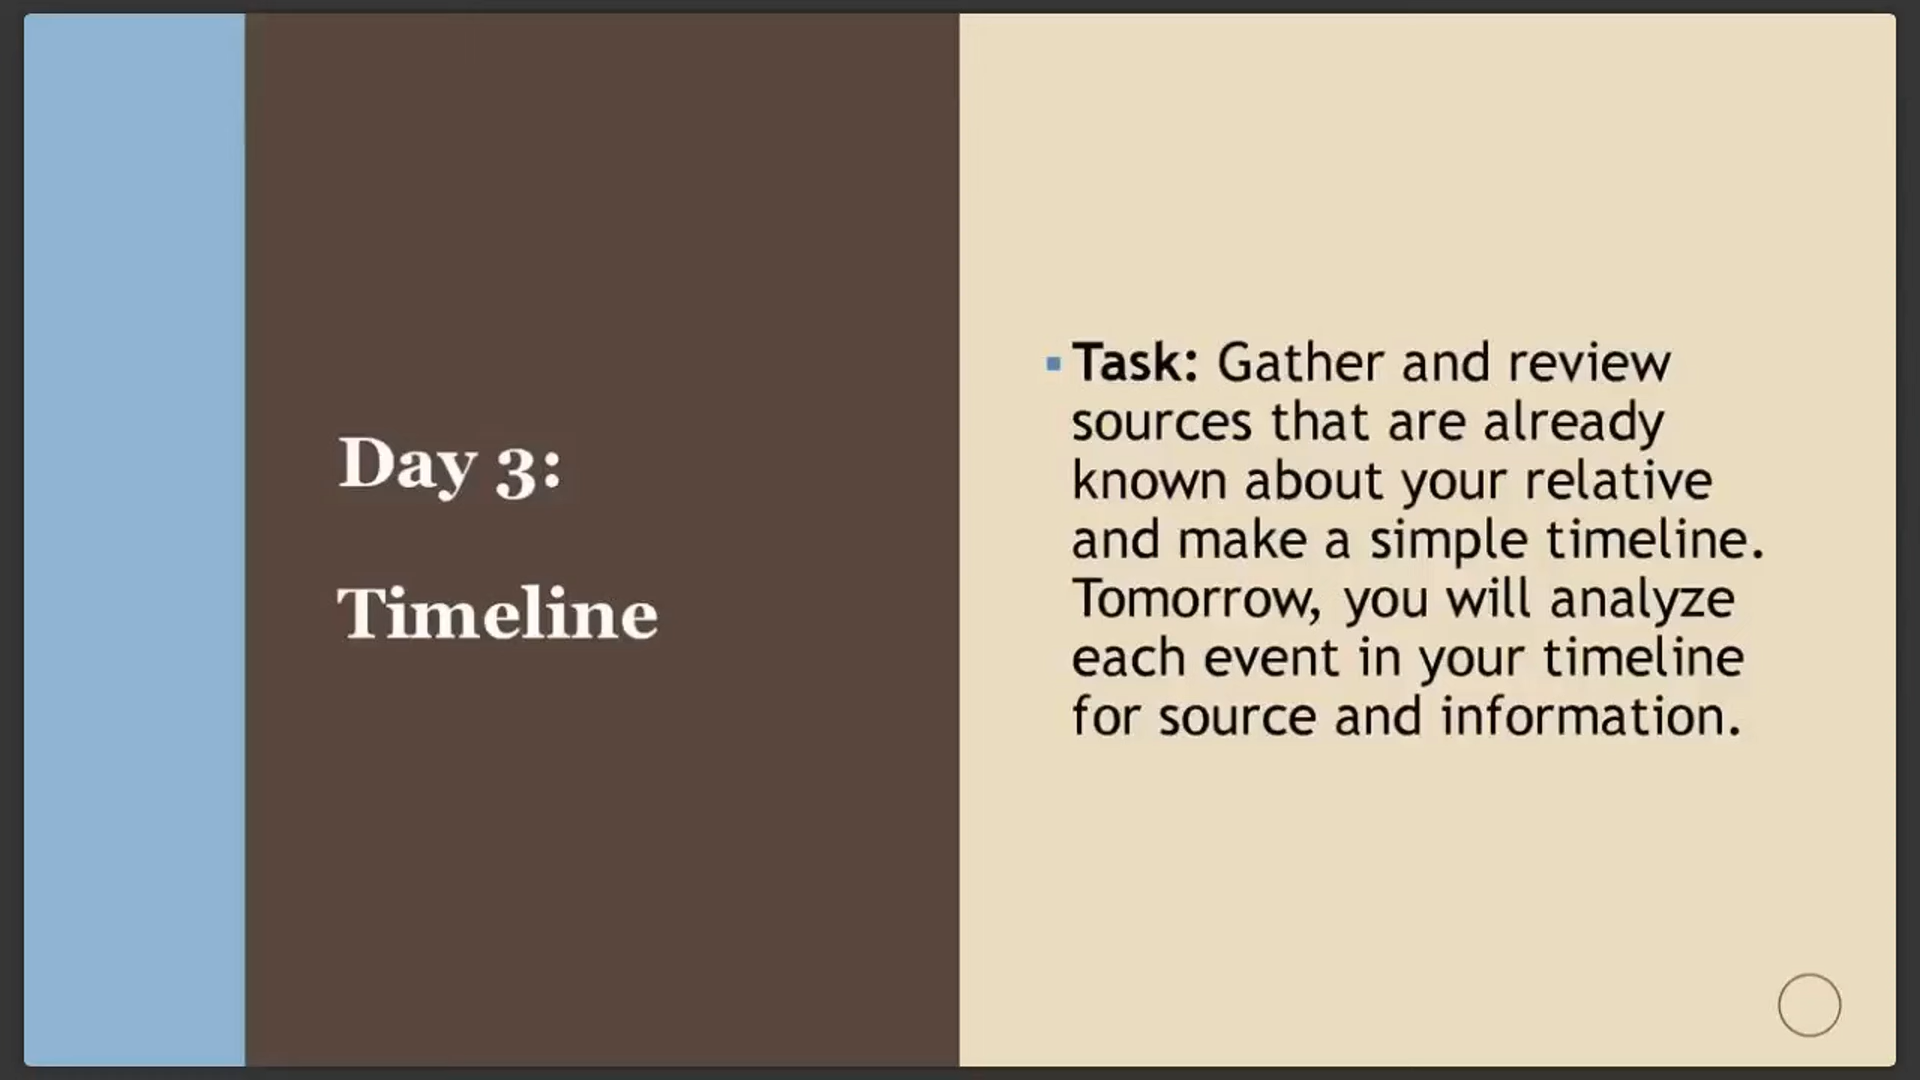 Day 3:
Timeline
Task: Gather and review
sources that are already
known about your relative
and make a simple timeline.
Tomorrow, you will analyze
each event in your timeline
for source and information.